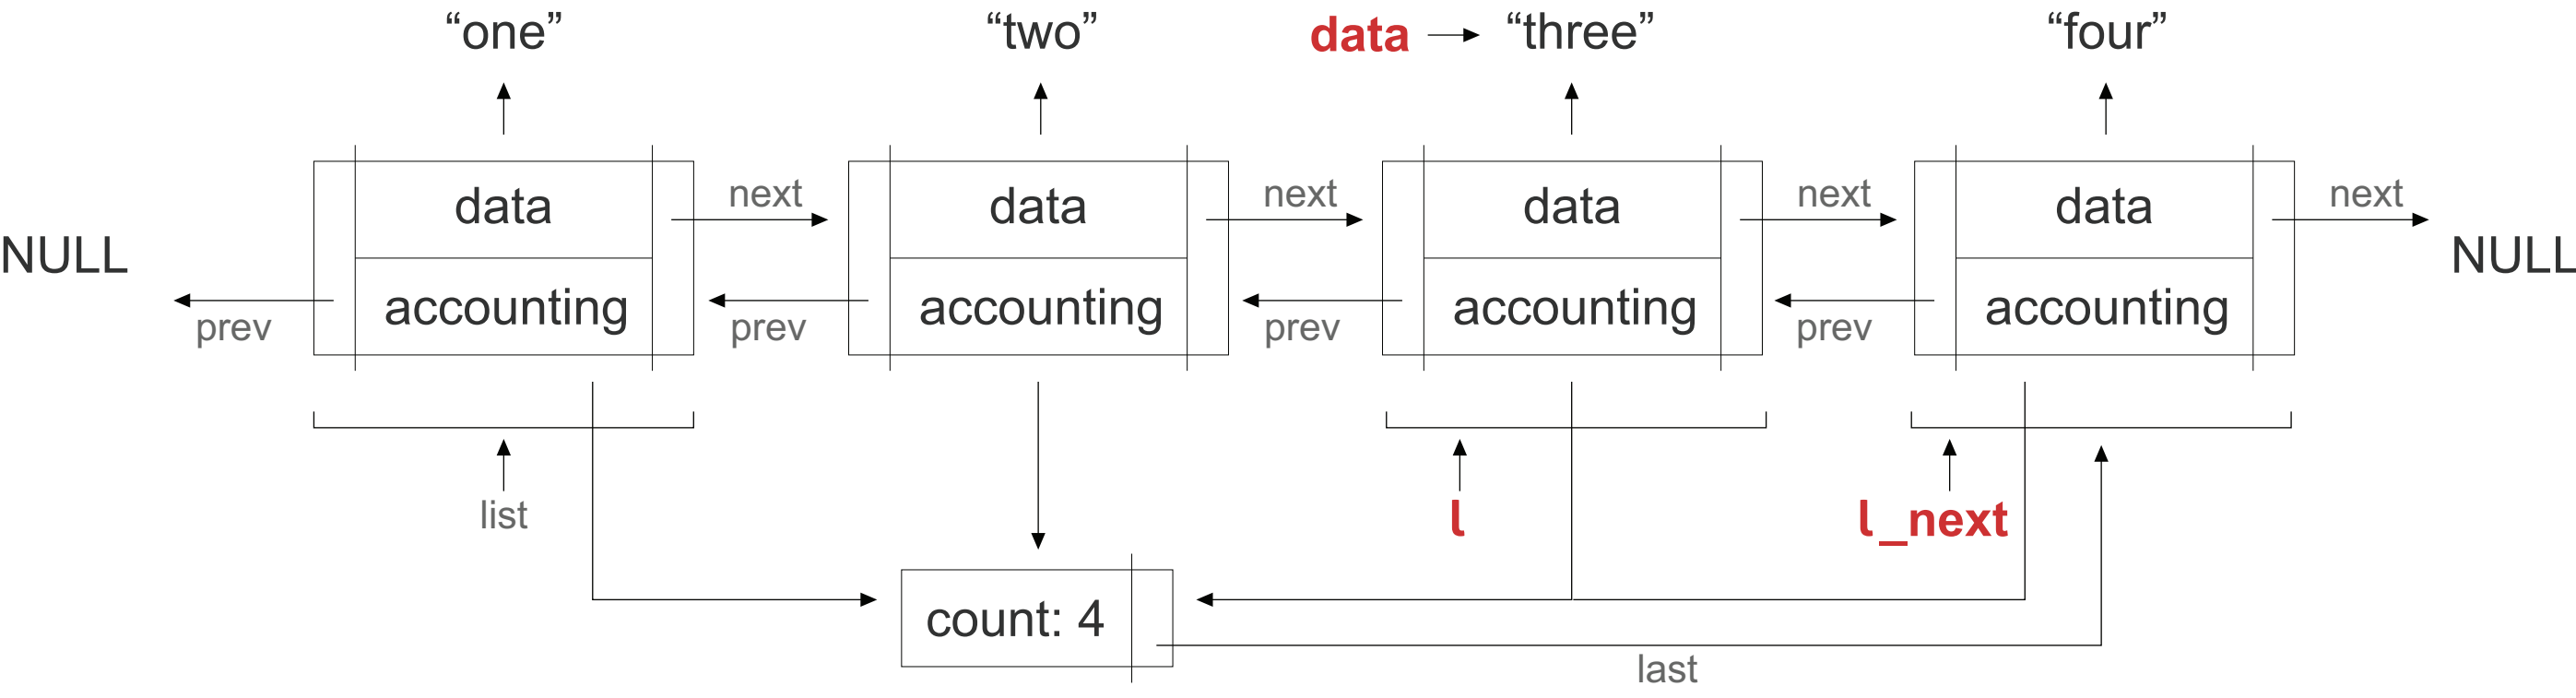 “one” “two” data “three” “four”
next next next next
data data data data
NULL NULL
accounting accounting accounting accounting
prev prev prev prev
list l l_next
count: 4
last